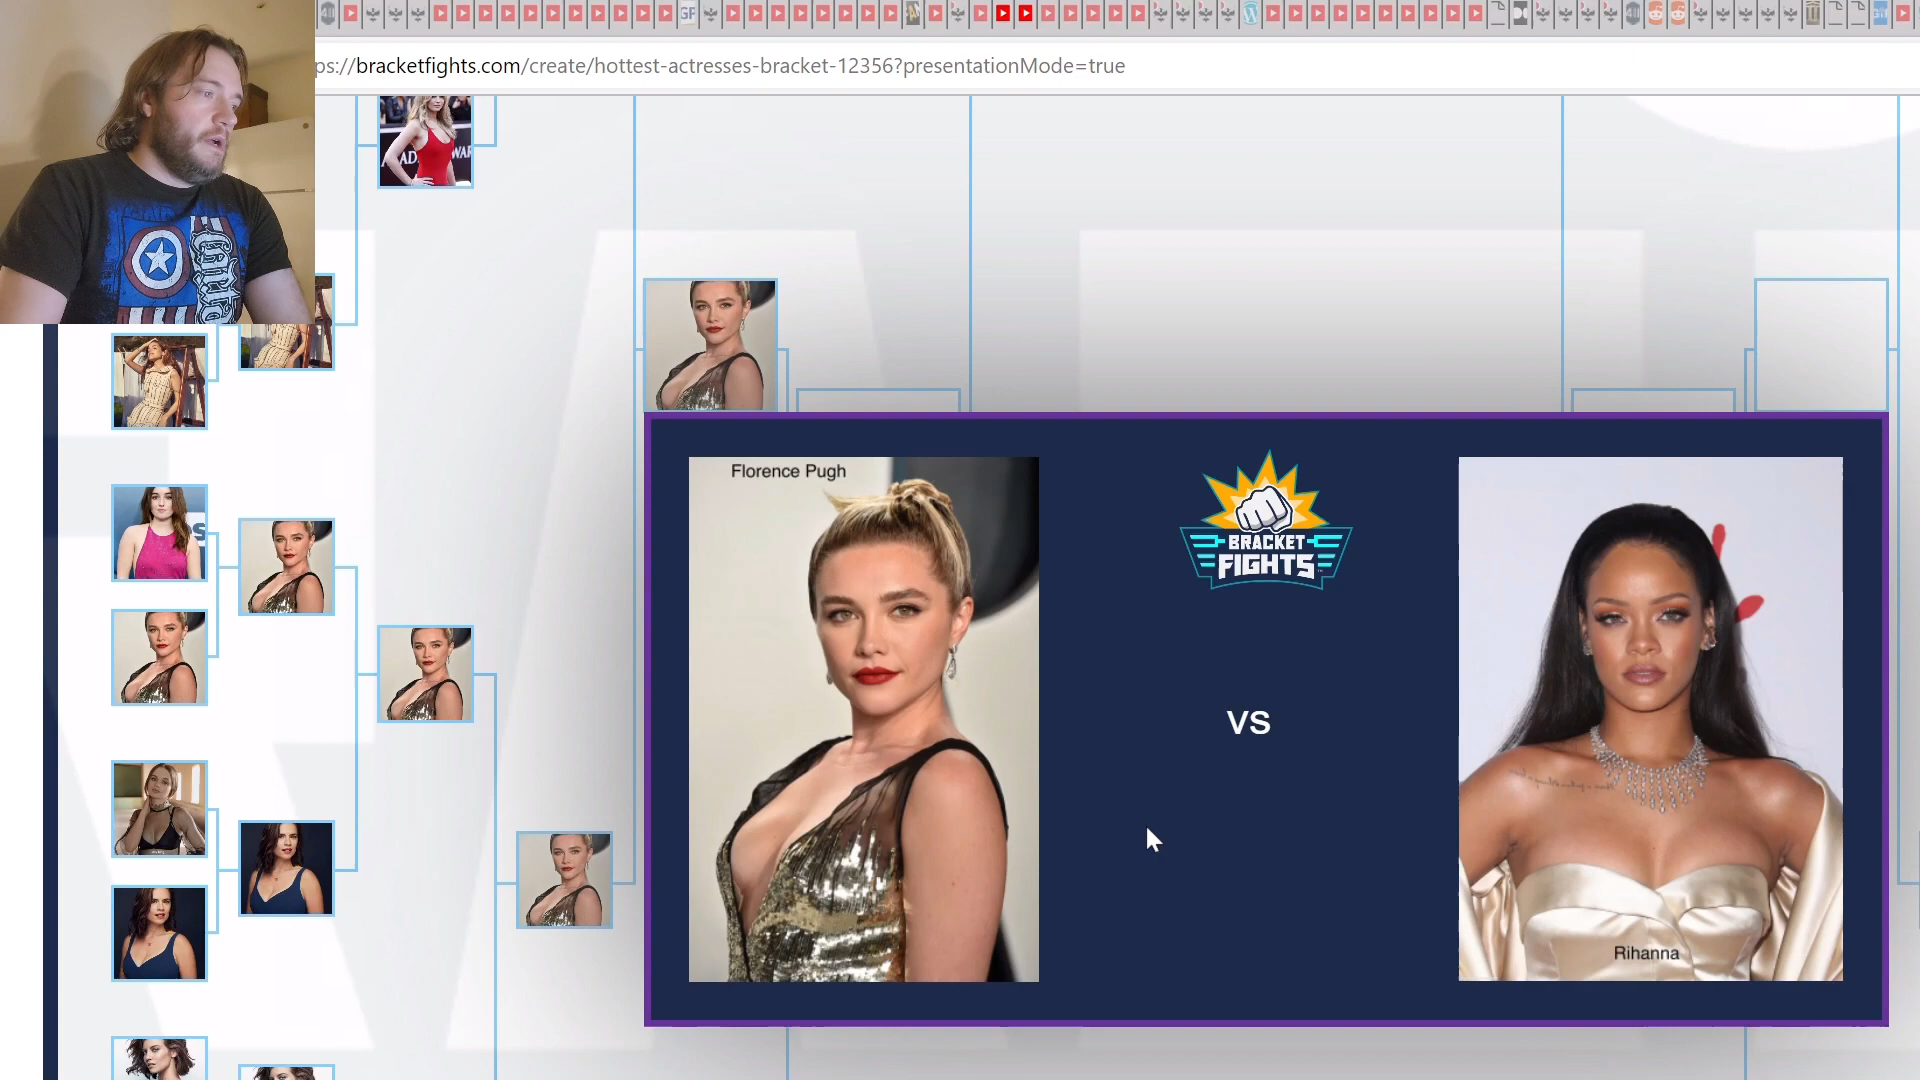 ps://bracketfights.com/create/hottest-actresses-bracket-12356?presentationMode=true
Florence Pugh
BRACKET
FIGHTS
VS
Rihanna